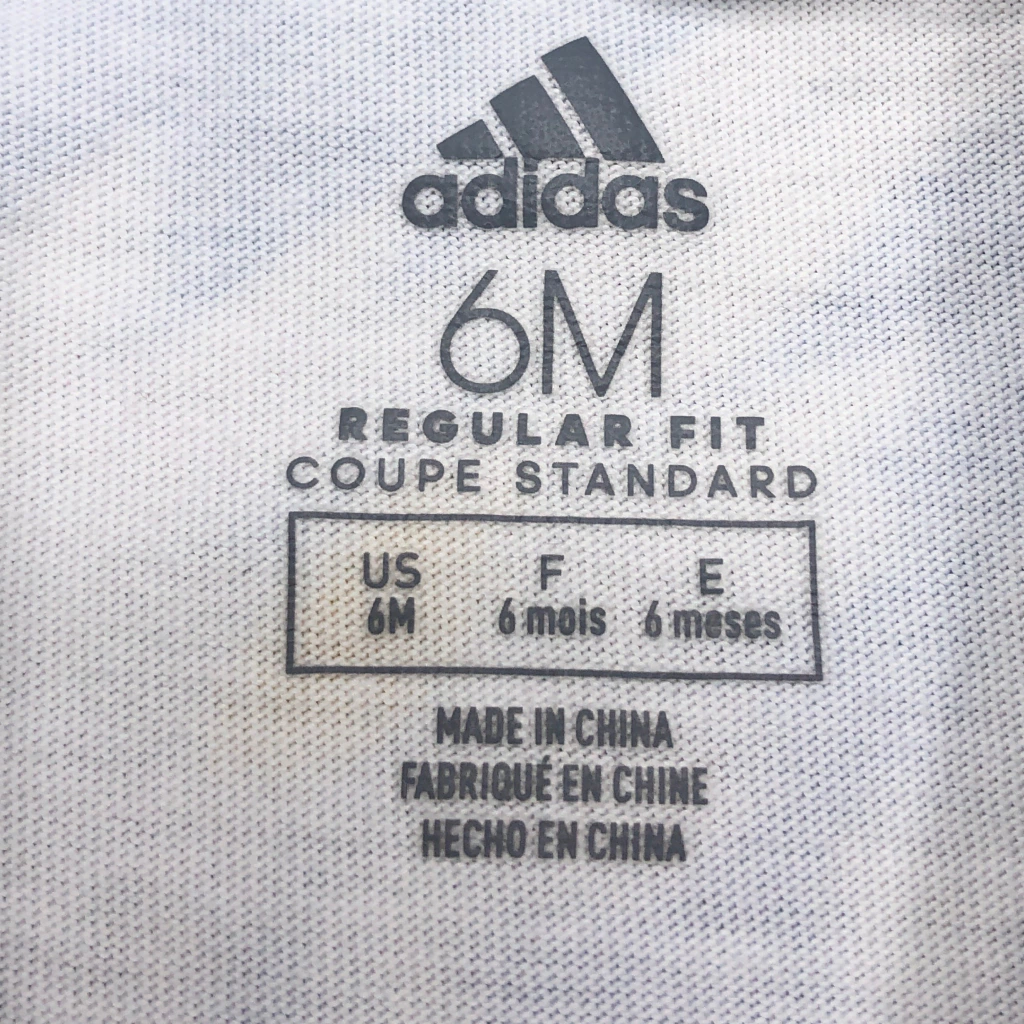 adidas
6M
REGULAR FIT
COUPE STANDARD
US F E
6M 6 mois 6 meses
MADE IN CHINA
FABRIQUÉ EN CHINE
HECHO EN CHINA